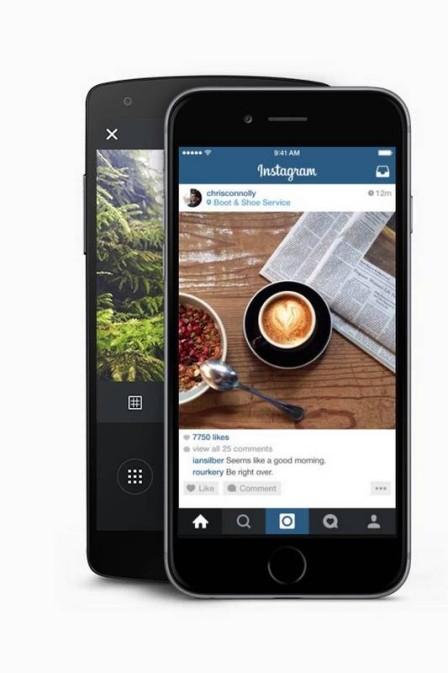 9:41 AM
Instagram
chrisconnolly
12m
Boot & Shoe Service
7750 likes
view all 25 comments
iansilber Seems like a good morning.
rourkery Be right over.
Like
Comment